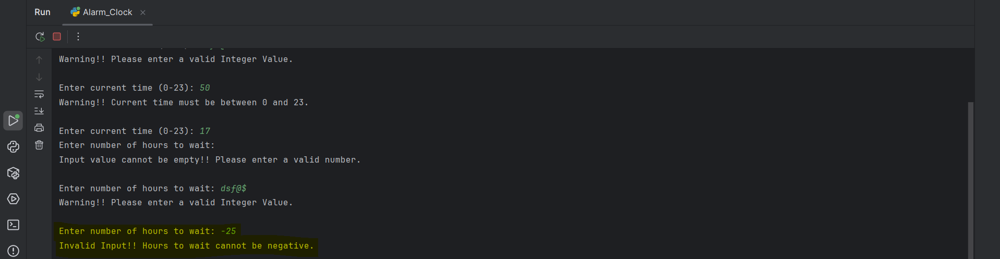 Run
Alarm_Clock
Warning!! Please enter a valid Integer Value.
Enter current time (0-23): 50
Warning!! Current time must be between 0 and 23.
Enter current time (0-23): 17
Enter number of hours to wait:
Input value cannot be empty!! Please enter a valid number.
Enter number of hours to wait: dsf@$
Warning!! Please enter a valid Integer Value.
Enter number of hours to wait: -25
Invalid Input!! Hours to wait cannot be negative.